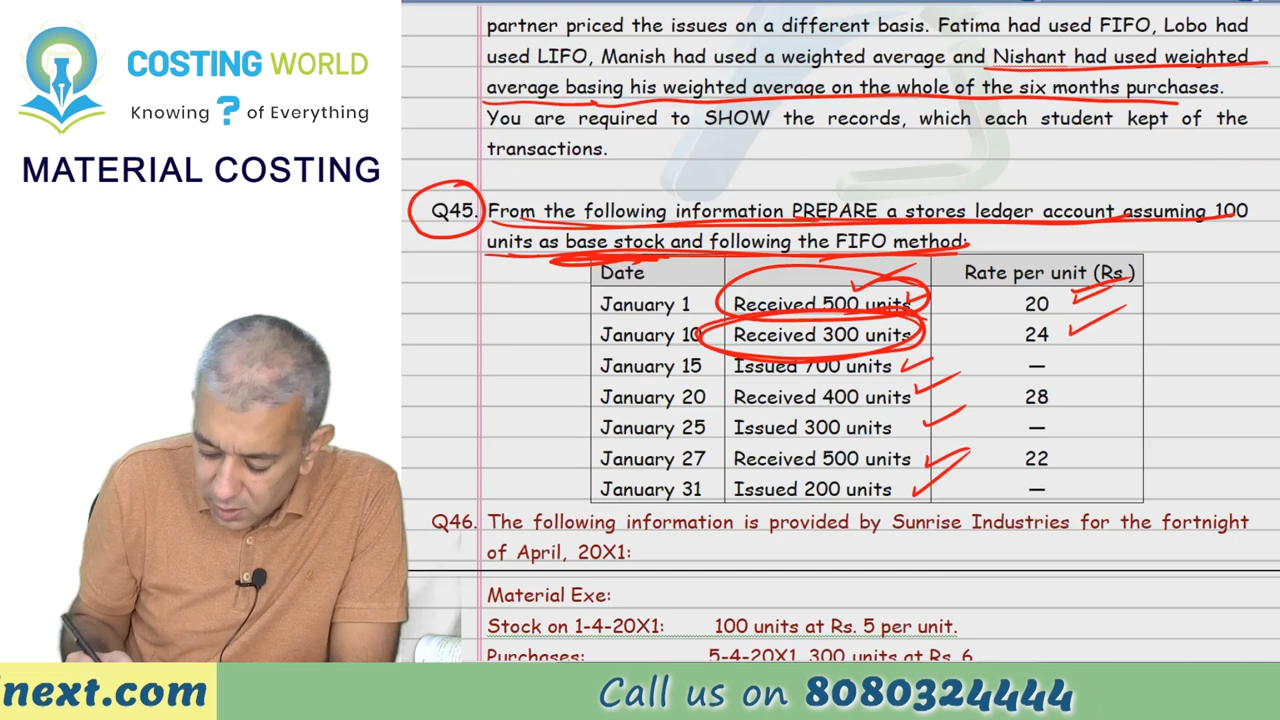 COSTING WORLD
Knowing ? of Everything
MATERIAL COSTING
partner priced the issues on a different basis. Fatima had used FIFO, Lobo had
used LIFO, Manish had used a weighted average and Nishant had used weighted
average basing his weighted average on the whole of the six months purchases.
You are required to SHOW the records, which each student kept of the
transactions.
Q45. From the following information PREPARE a stores ledger account assuming 100
units as base stock and following the FIFO method:
Date Rate per unit (Rs.)
January 1 Received 500 units 20
January 10 Received 300 units 24
January 15 Issued 700 units —
January 20 Received 400 units 28
January 25 Issued 300 units —
January 27 Received 500 units 22
January 31 Issued 200 units —
Q46. The following information is provided by Sunrise Industries for the fortnight
of April, 20X1:
Material Exe:
Stock on 1-4-20X1: 100 units at Rs. 5 per unit.
Purchases: 5-4-20X1, 300 units at Rs. 6
next.com
Call us on 8080324444